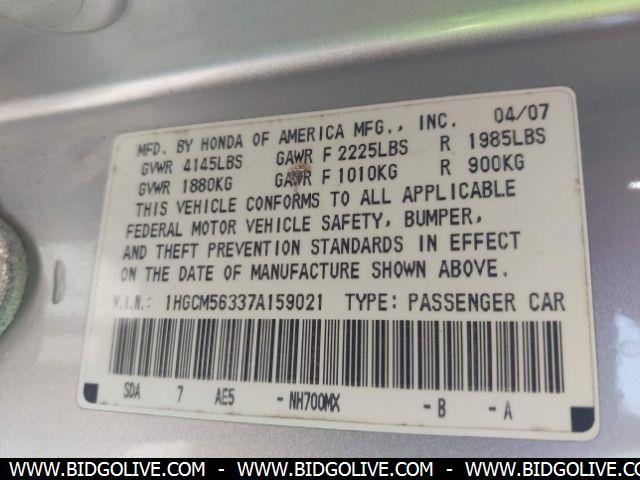 MFD. BY HONDA OF AMERICA MFG., INC. 04/07
GVWR 4145LBS GAWR F 2225LBS R 1985LBS
GVWR 1880KG GAWR F 1010KG R 900KG
THIS VEHICLE CONFORMS TO ALL APPLICABLE
FEDERAL MOTOR VEHICLE SAFETY, BUMPER,
AND THEFT PREVENTION STANDARDS IN EFFECT
ON THE DATE OF MANUFACTURE SHOWN ABOVE.
V.I.N.: 1HGCM56337A159021 TYPE: PASSENGER CAR
SDA 7 AE5 -NH700MX -B -A
WWW.BIDGOLIVE.COM - WWW.BIDGOLIVE.COM - WWW.BIDGOLIVE.COM